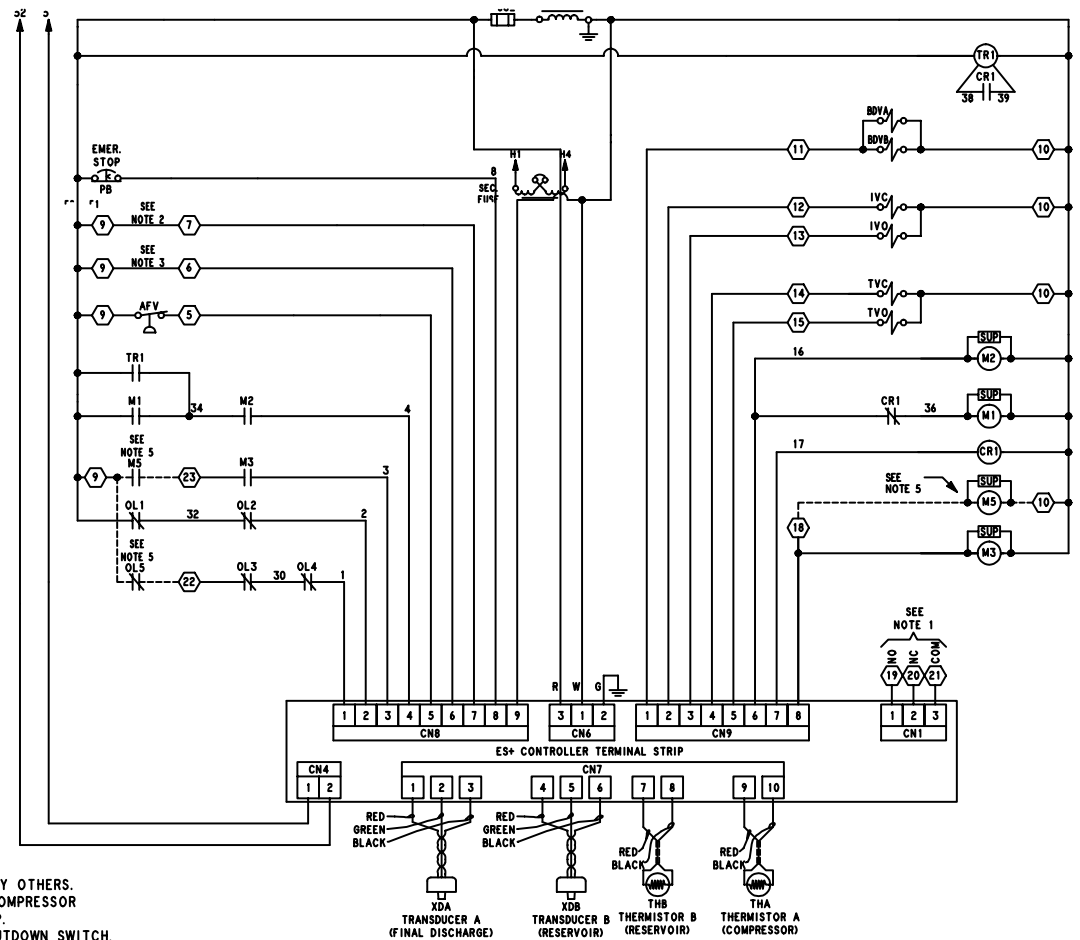 TR1
CR1
38 39
BDVA
11 BDVB 10
EMER.
STOP
PB
8
H1 H4
SEC.
FUSE
SEE
NOTE 2
9 7
12 IVC 10
13 IVO
SEE
NOTE 3
9 6
14 TVC 10
15 TVO
9 AFV 5
SUP
16 M2
TR1
M1 34 M2 4
SUP
CR1 36 M1
17 CR1
SEE
NOTE 5
9 M5 23 M3 3
SEE
NOTE 5
SUP
M5 10
OL1 32 OL2 2
18
SUP
M3
SEE
NOTE 5
OL5 22 OL3 30 OL4 1
SEE
NOTE 1
NO NC COM
19 20 21
R W G
1 2 3 4 5 6 7 8 9
CN8
3 1 2
CN6
1 2 3 4 5 6 7 8
CN9
1 2 3
CN1
ES+ CONTROLLER TERMINAL STRIP
CN4
1 2
CN7
1 2 3 4 5 6 7 8 9 10
RED
GREEN
BLACK
RED
GREEN
BLACK
RED
BLACK
RED
BLACK
XDA
TRANSDUCER A
(FINAL DISCHARGE)
XDB
TRANSDUCER B
(RESERVOIR)
THB
THERMISTOR B
(RESERVOIR)
THA
THERMISTOR A
(COMPRESSOR)
Y OTHERS.
OMPRESSOR
P.
UTDOWN SWITCH.